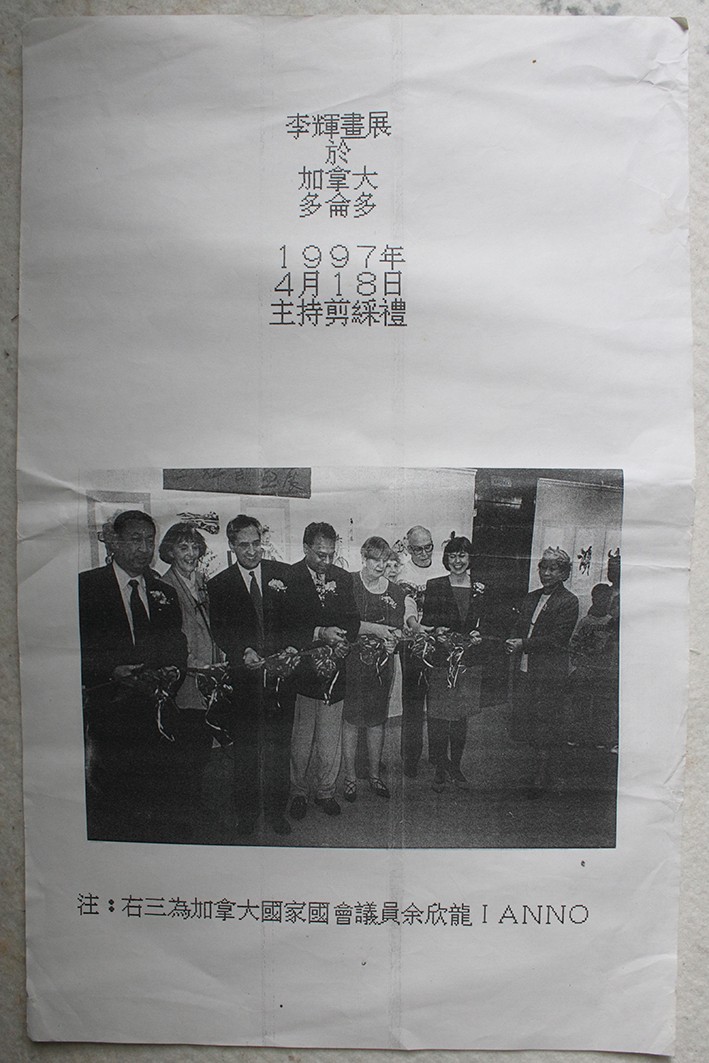 李輝畫展
於
加拿大
多侖多
1997年
4月18日
主持剪綵禮
注：右三為加拿大國家國會議員余欣龍 I ANNO